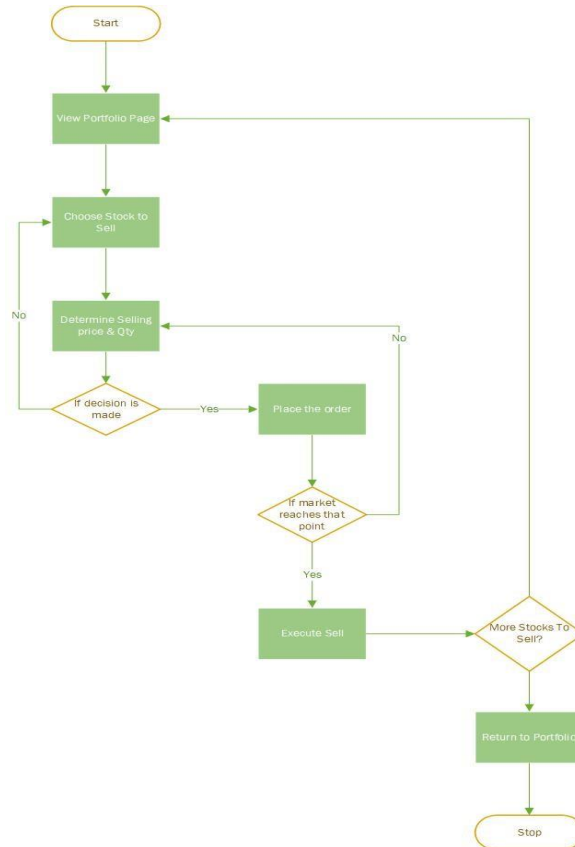 Start
View Portfolio Page
Choose Stock to
Sell
No
Determine Selling
price & Qty
No
If decision is
made
Yes
Place the order
If market
reaches that
point
Yes
Execute Sell
More Stocks To
Sell?
Return to Portfolio
Stop